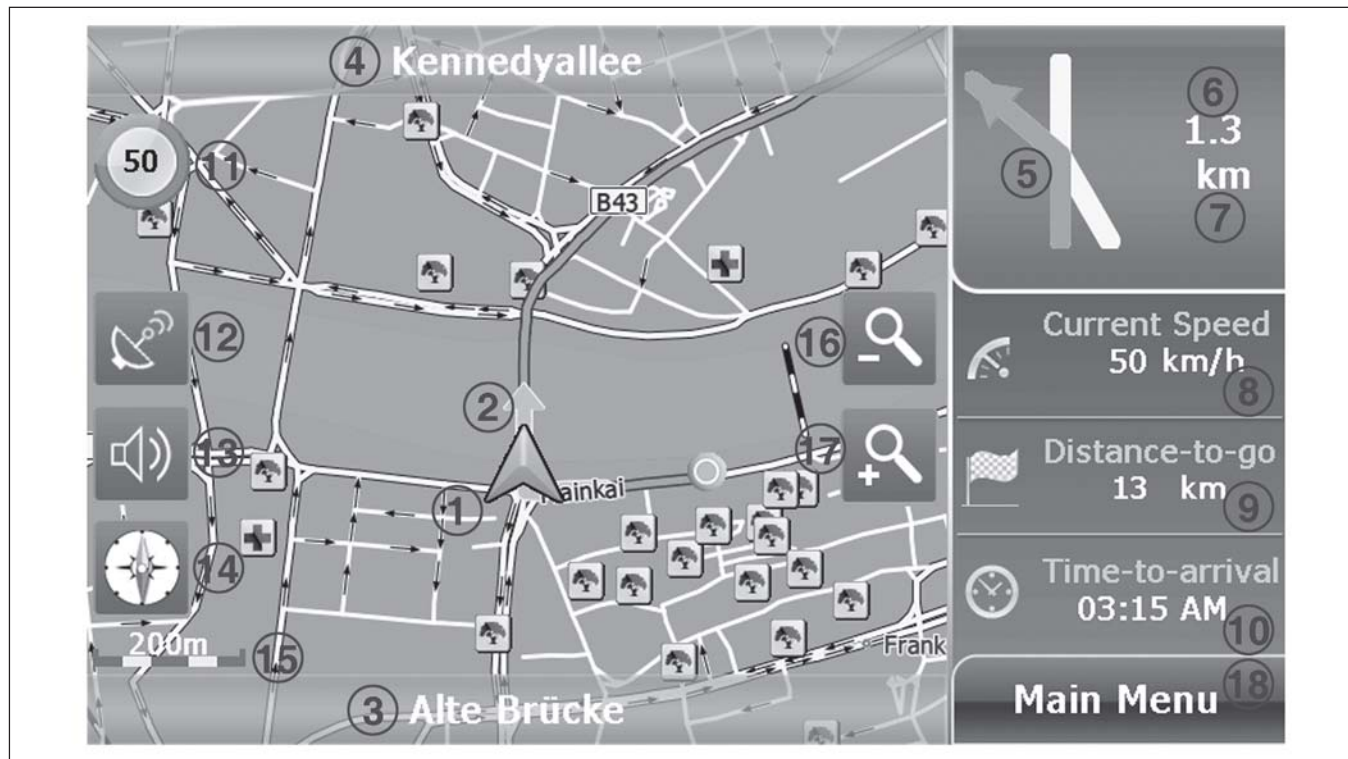 ④ Kennedyallee
50
⑪
B43
⑤
⑥
1.3
km
⑦
⑫
⑯
Current Speed
50 km/h
⑧
②
⑬
⑰
Distance-to-go
13 km
⑨
①
ainkai
⑭
Time-to-arrival
03:15 AM
⑩
200m
⑮
Frank
③ Alte Brücke
Main Menu
⑱